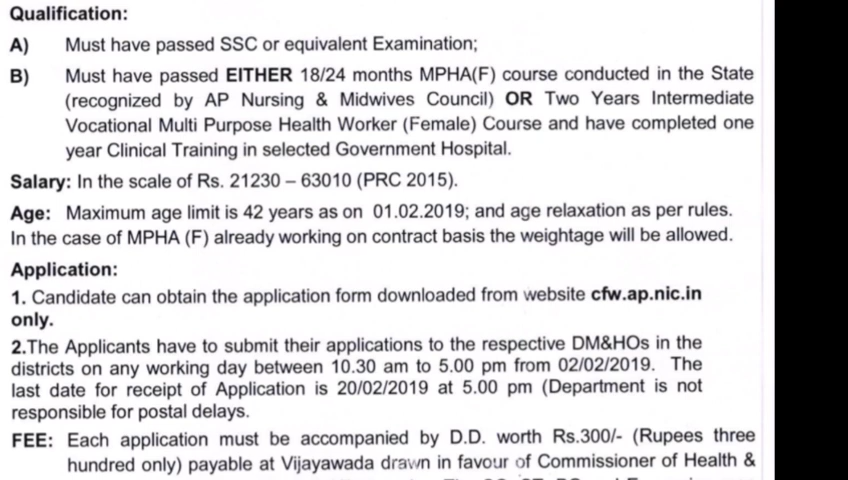 Qualification:
A) Must have passed SSC or equivalent Examination;
B) Must have passed EITHER 18/24 months MPHA(F) course conducted in the State
(recognized by AP Nursing & Midwives Council) OR Two Years Intermediate
Vocational Multi Purpose Health Worker (Female) Course and have completed one
year Clinical Training in selected Government Hospital.
Salary: In the scale of Rs. 21230 – 63010 (PRC 2015).
Age: Maximum age limit is 42 years as on 01.02.2019; and age relaxation as per rules.
In the case of MPHA (F) already working on contract basis the weightage will be allowed.
Application:
1. Candidate can obtain the application form downloaded from website cfw.ap.nic.in
only.
2.The Applicants have to submit their applications to the respective DM&HOs in the
districts on any working day between 10.30 am to 5.00 pm from 02/02/2019. The
last date for receipt of Application is 20/02/2019 at 5.00 pm (Department is not
responsible for postal delays.
FEE: Each application must be accompanied by D.D. worth Rs.300/- (Rupees three
hundred only) payable at Vijayawada drawn in favour of Commissioner of Health &